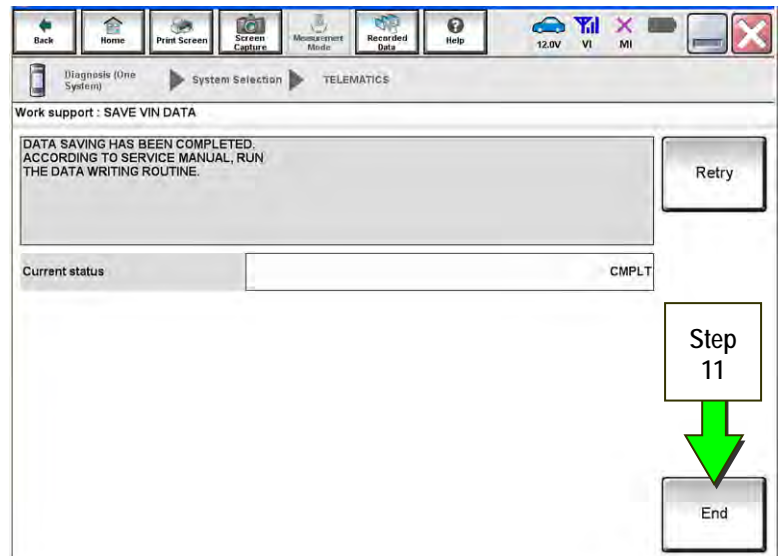 Back
Home
Print Screen
Screen
Capture
Measurement
Mode
Recorded
Data
Help
12.0V
VI
MI
Diagnosis (One
System)
System Selection
TELEMATICS
Work support : SAVE VIN DATA
DATA SAVING HAS BEEN COMPLETED.
ACCORDING TO SERVICE MANUAL, RUN
THE DATA WRITING ROUTINE.
Retry
Current status
CMPLT
Step
11
End